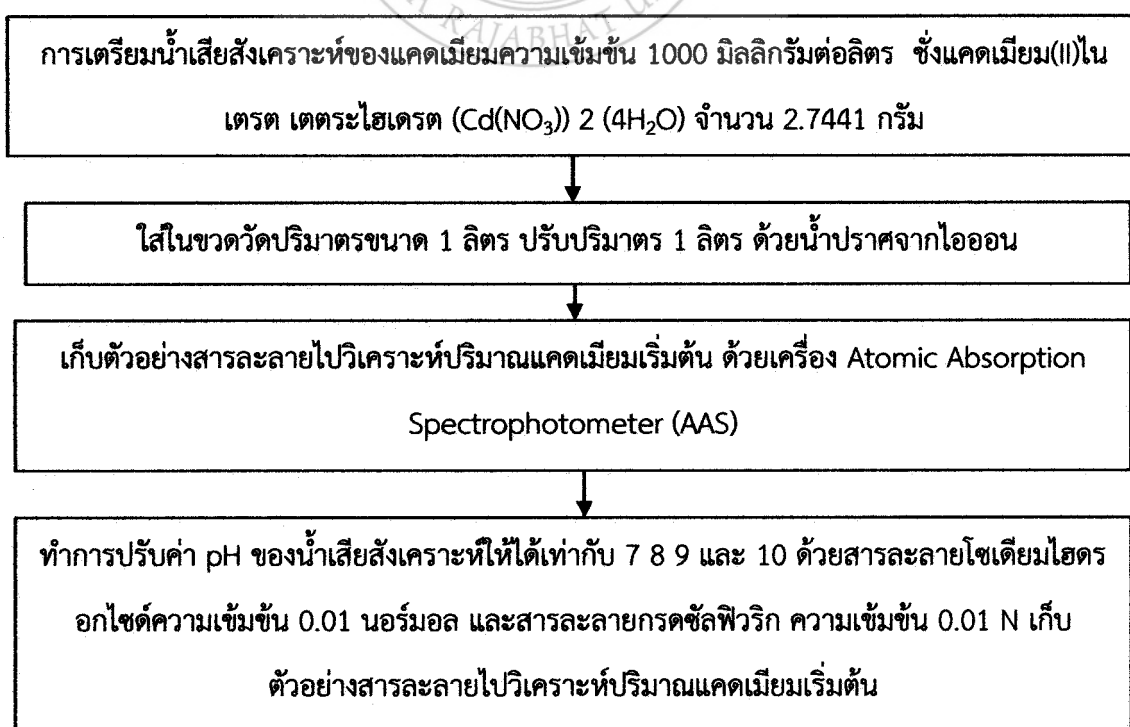 RAJABHAT U
การเตรียมน้ำเสียสังเคราะห์ของแคดเมียมความเข้มข้น 1000 มิลลิกรัมต่อลิตร ชั่งแคดเมียม(II)ใน
เตรต เตตระไฮเดรต (Cd(NO₃)) 2 (4H₂O) จำนวน 2.7441 กรัม
ใส่ในขวดวัดปริมาตรขนาด 1 ลิตร ปรับปริมาตร 1 ลิตร ด้วยน้ำปราศจากไอออน
เก็บตัวอย่างสารละลายไปวิเคราะห์ปริมาณแคดเมียมเริ่มต้น ด้วยเครื่อง Atomic Absorption
Spectrophotometer (AAS)
ทำการปรับค่า pH ของน้ำเสียสังเคราะห์ให้ได้เท่ากับ 7 8 9 และ 10 ด้วยสารละลายโซเดียมไฮดร
อกไซด์ความเข้มข้น 0.01 นอร์มอล และสารละลายกรดซัลฟิวริก ความเข้มข้น 0.01 N เก็บ
ตัวอย่างสารละลายไปวิเคราะห์ปริมาณแคดเมียมเริ่มต้น